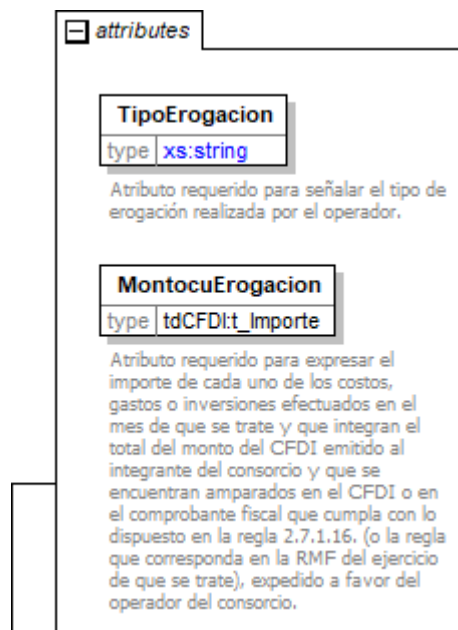 attributes
TipoErogacion
type xs:string
Atributo requerido para señalar el tipo de
erogación realizada por el operador.
MontocuErogacion
type tdCFDI:t_Importe
Atributo requerido para expresar el
importe de cada uno de los costos,
gastos o inversiones efectuados en el
mes de que se trate y que integran el
total del monto del CFDI emitido al
integrante del consorcio y que se
encuentran amparados en el CFDI o en
el comprobante fiscal que cumpla con lo
dispuesto en la regla 2.7.1.16. (o la regla
que corresponda en la RMF del ejercicio
de que se trate), expedido a favor del
operador del consorcio.